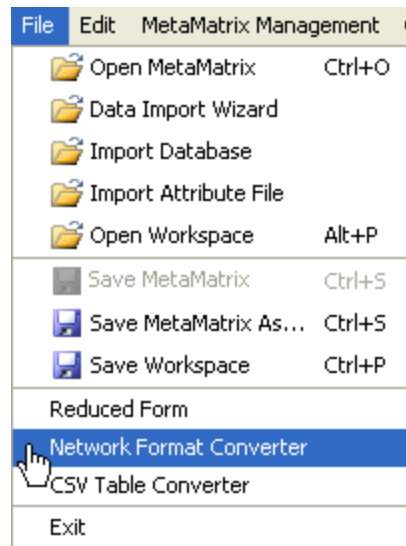 File Edit MetaMatrix Management
Open MetaMatrix Ctrl+O
Data Import Wizard
Import Database
Import Attribute File
Open Workspace Alt+P
Save MetaMatrix Ctrl+S
Save MetaMatrix As... Ctrl+S
Save Workspace Ctrl+P
Reduced Form
Network Format Converter
CSV Table Converter
Exit